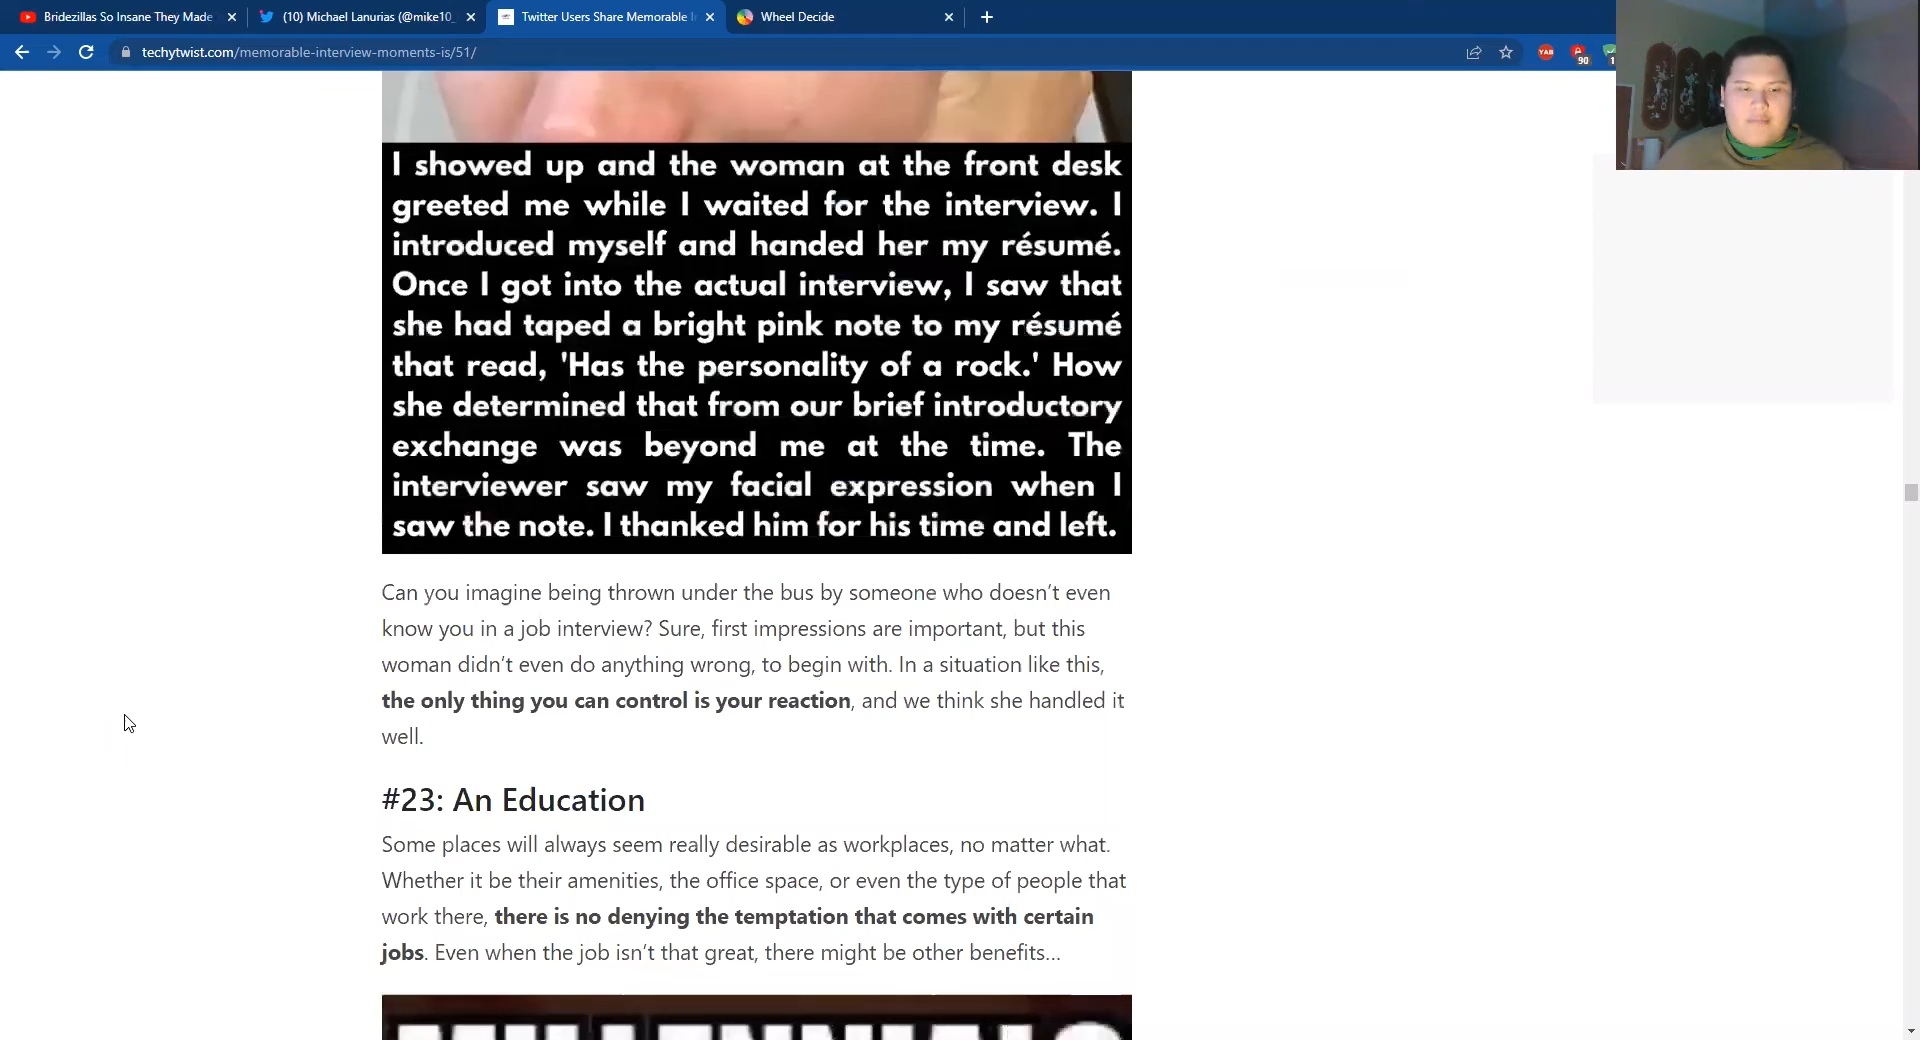 Bridezillas So Insane They Made
(10) Michael Lanurias (@mike10_
Twitter Users Share Memorable I
Wheel Decide
techytwist.com/memorable-interview-moments-is/51/
YAB
90
1
I showed up and the woman at the front desk
greeted me while I waited for the interview. I
introduced myself and handed her my résumé.
Once I got into the actual interview, I saw that
she had taped a bright pink note to my résumé
that read, 'Has the personality of a rock.' How
she determined that from our brief introductory
exchange was beyond me at the time. The
interviewer saw my facial expression when I
saw the note. I thanked him for his time and left.
Can you imagine being thrown under the bus by someone who doesn’t even
know you in a job interview? Sure, first impressions are important, but this
woman didn’t even do anything wrong, to begin with. In a situation like this,
the only thing you can control is your reaction, and we think she handled it
well.
#23: An Education
Some places will always seem really desirable as workplaces, no matter what.
Whether it be their amenities, the office space, or even the type of people that
work there, there is no denying the temptation that comes with certain
jobs. Even when the job isn’t that great, there might be other benefits…